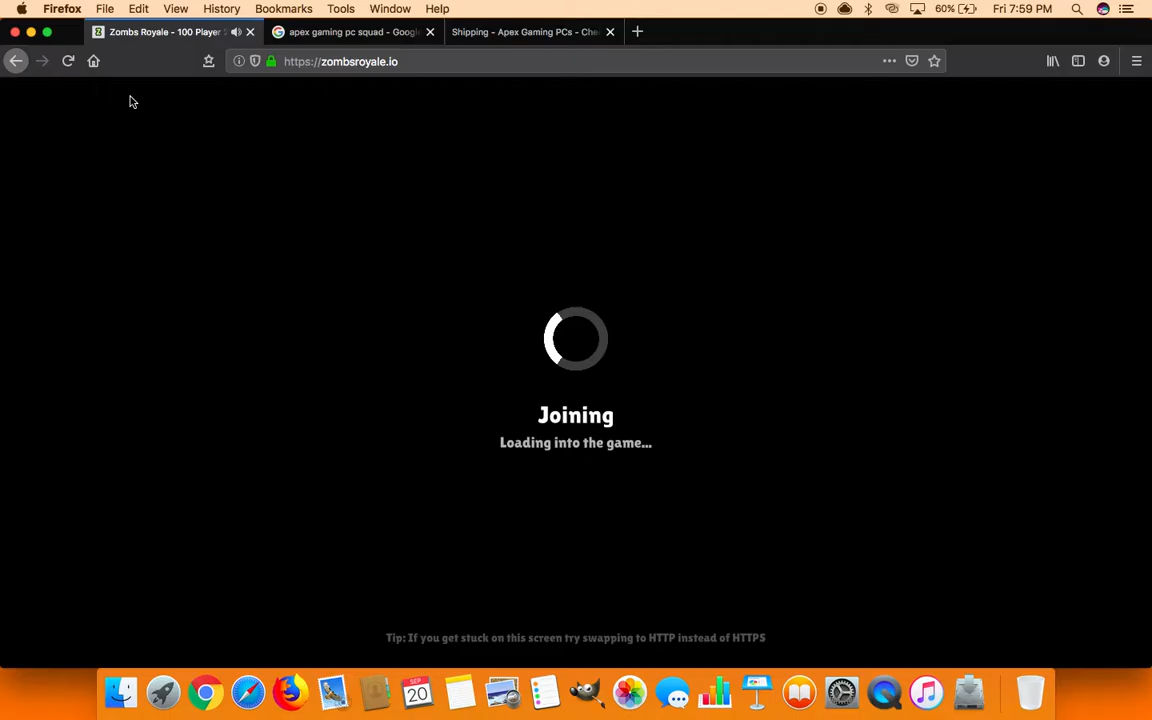 Firefox File Edit View History Bookmarks Tools Window Help 60% Fri 7:59 PM
Zombs Royale - 100 Player apex gaming pc squad - Goog Shipping - Apex Gaming PCs - Che
https://zombsroyale.io
Joining
Loading into the game...
Tip: If you get stuck on this screen try swapping to HTTP instead of HTTPS
SEP
20